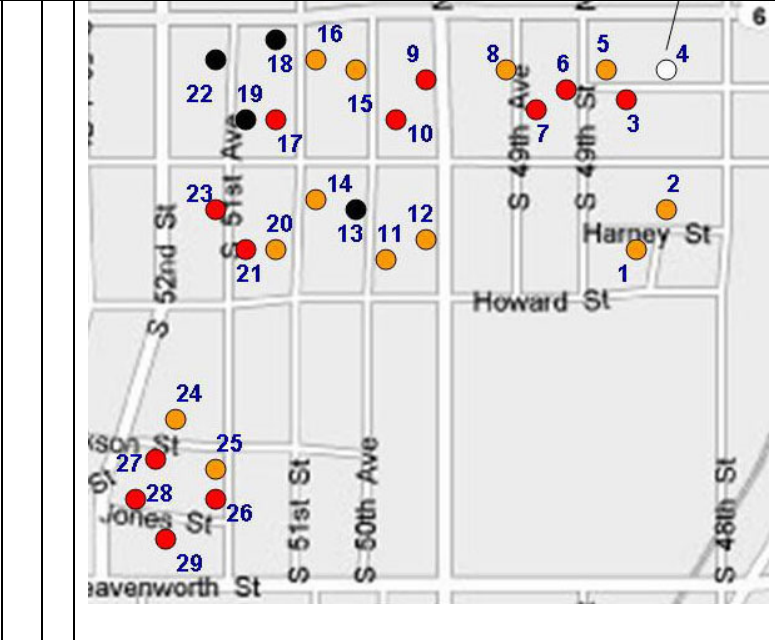 6
16
9
8
6
5
4
18
22
19
15
10
17
7
3
S 49th Ave
S 49th St
S 51st Ave
23
14
20
13
11
12
2
21
Harney St
1
S 52nd St
Howard St
24
25
27
St
28
26
Jones St
29
S 51st St
S 50th Ave
S 48th St
eavenworth St